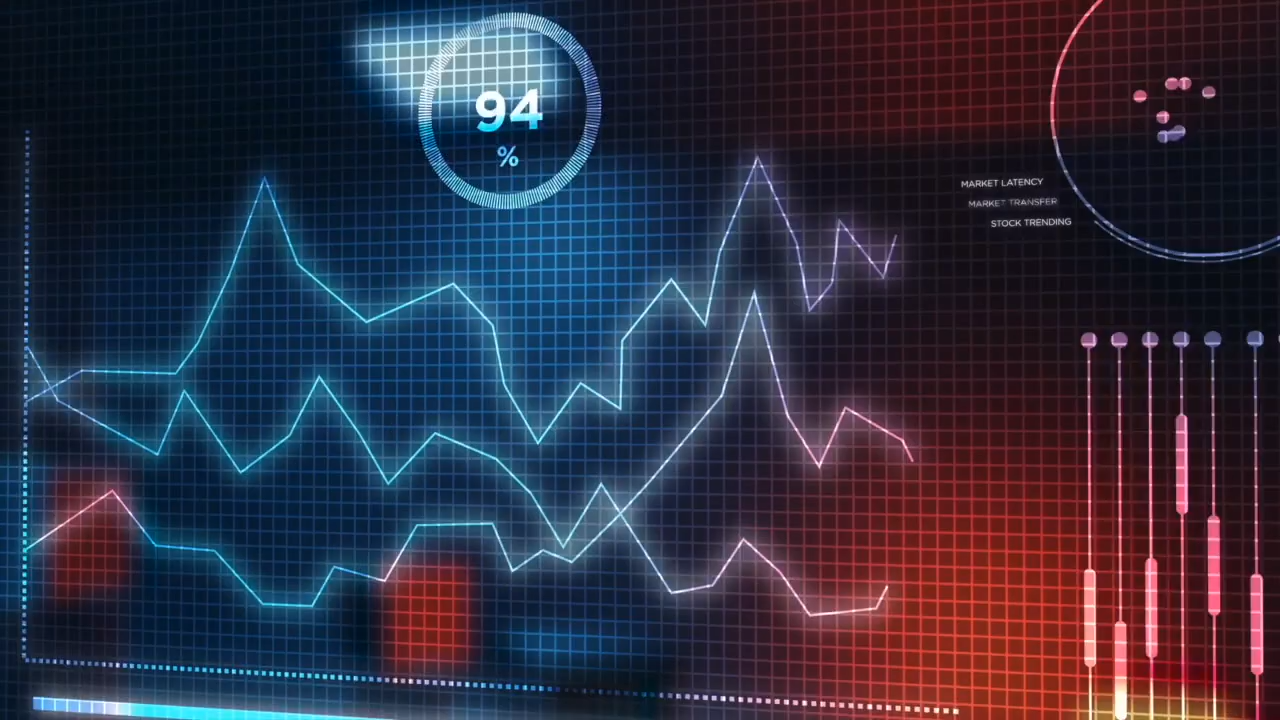 94
%
MARKET LATENCY
MARKET TRANSFER
STOCK TRENDING